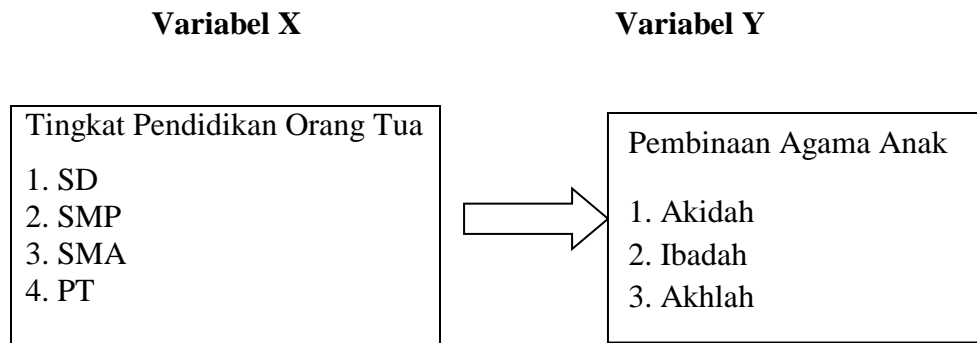 Variabel X
Variabel Y
Tingkat Pendidikan Orang Tua
1. SD
2. SMP
3. SMA
4. PT
Pembinaan Agama Anak
1. Akidah
2. Ibadah
3. Akhlah